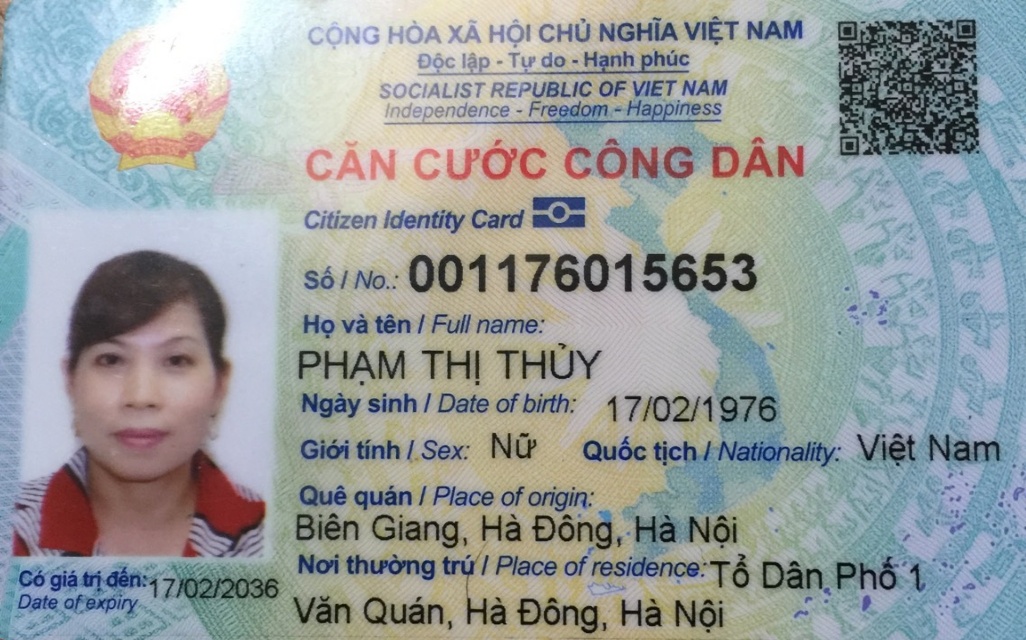 CỘNG HÒA XÃ HỘI CHỦ NGHĨA VIỆT NAM
Độc lập - Tự do - Hạnh phúc
SOCIALIST REPUBLIC OF VIET NAM
Independence - Freedom - Happiness
CĂN CƯỚC CÔNG DÂN
Citizen Identity Card
Số / No.: 001176015653
Họ và tên / Full name:
PHẠM THỊ THỦY
Ngày sinh / Date of birth: 17/02/1976
Giới tính / Sex: Nữ Quốc tịch / Nationality: Việt Nam
Quê quán / Place of origin:
Biên Giang, Hà Đông, Hà Nội
Nơi thường trú / Place of residence: Tổ Dân Phố 1
Văn Quán, Hà Đông, Hà Nội
Có giá trị đến: 17/02/2036
Date of expiry